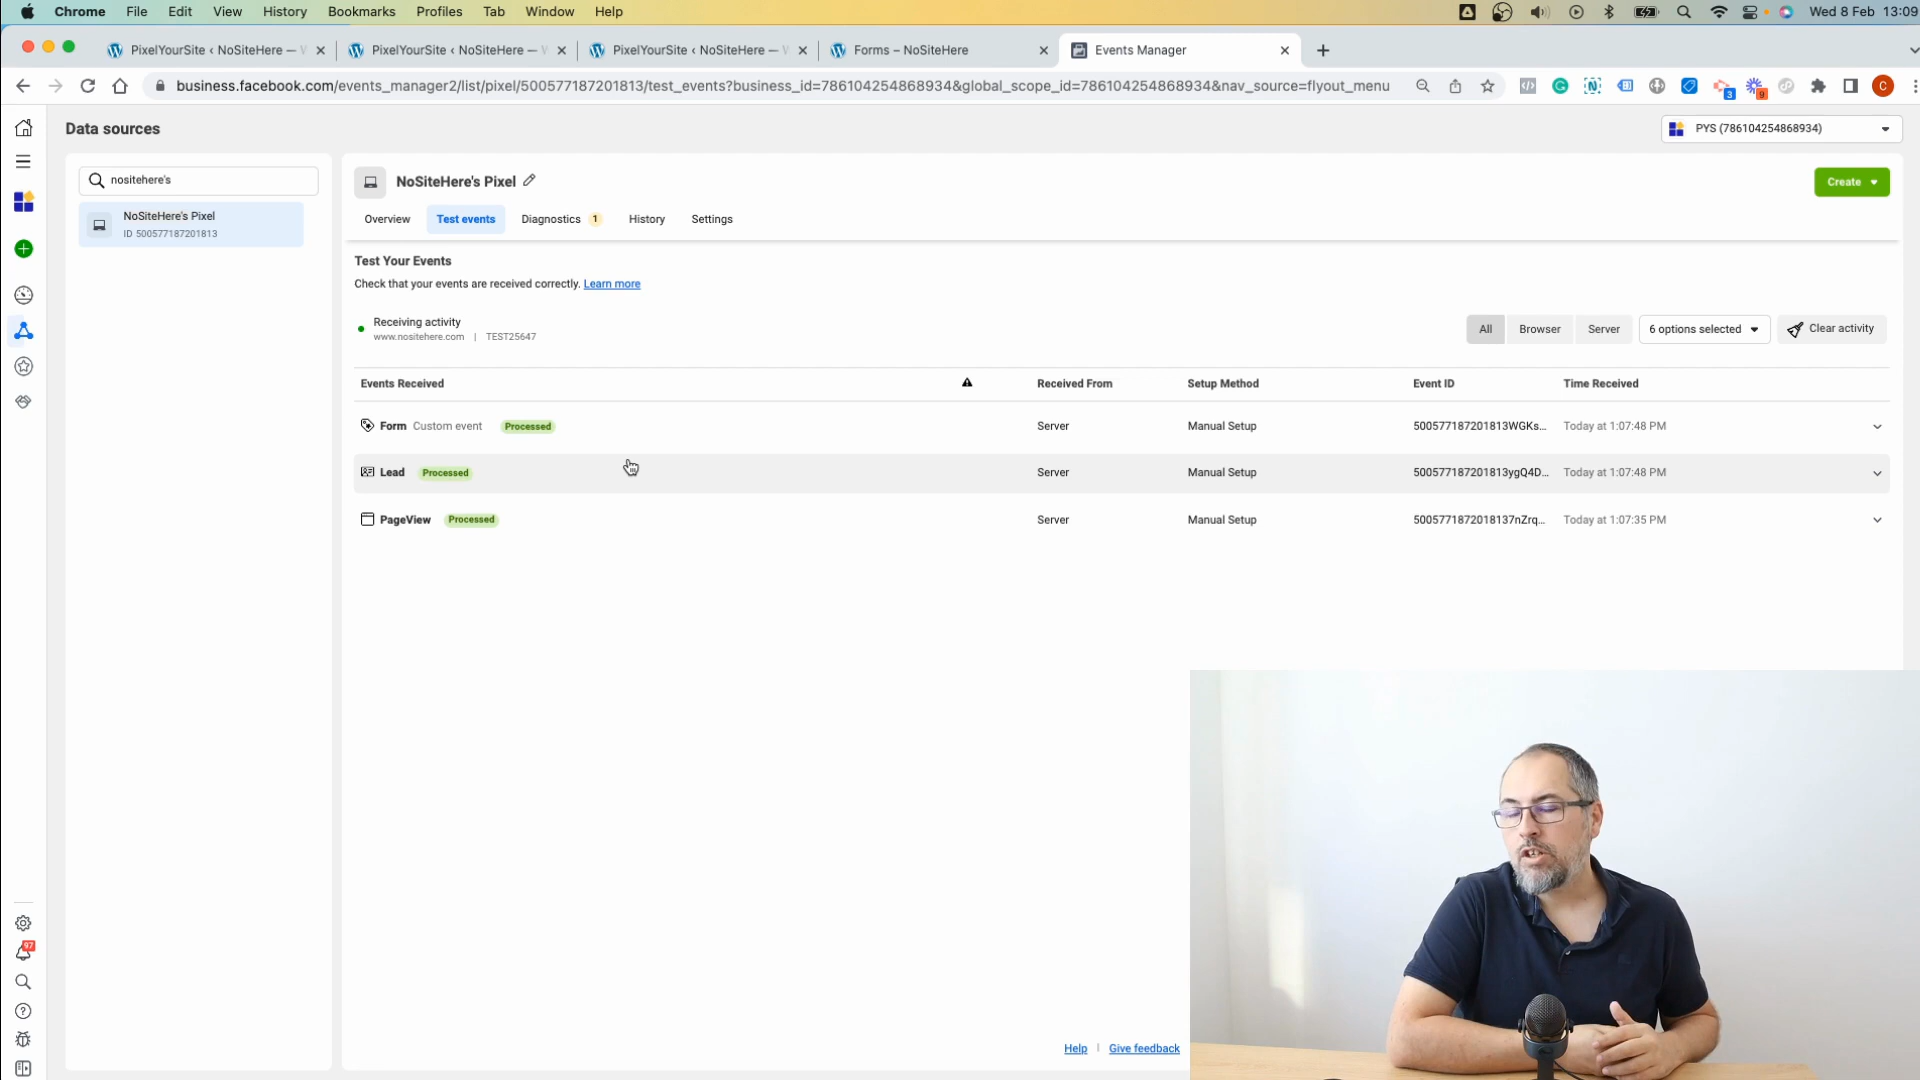 Chrome File Edit View History Bookmarks Profiles Tab Window Help Wed 8 Feb 13:09
PixelYourSite ‹ NoSiteHere — W PixelYourSite ‹ NoSiteHere — W PixelYourSite ‹ NoSiteHere — W Forms – NoSiteHere Events Manager
business.facebook.com/events_manager2/list/pixel/500577187201813/test_events?business_id=786104254868934&global_scope_id=786104254868934&nav_source=flyout_menu 3 9 C
Data sources PYS (786104254868934)
nositehere's
NoSiteHere's Pixel
ID 500577187201813
NoSiteHere's Pixel Create
Overview Test events Diagnostics 1 History Settings
Test Your Events
Check that your events are received correctly. Learn more
Receiving activity
www.nositehere.com | TEST25647
All Browser Server 6 options selected Clear activity
Events Received Received From Setup Method Event ID Time Received
Form Custom event Processed Server Manual Setup 500577187201813WGKs... Today at 1:07:48 PM
Lead Processed Server Manual Setup 500577187201813ygQ4D... Today at 1:07:48 PM
PageView Processed Server Manual Setup 5005771872018137nZrq... Today at 1:07:35 PM
97
Help | Give feedback